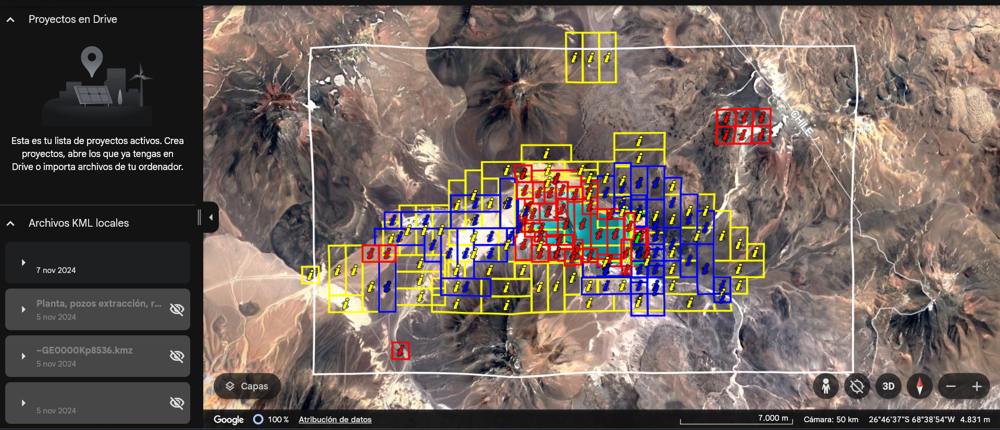 Proyectos en Drive
Esta es tu lista de proyectos activos. Crea
proyectos, abre los que ya tengas en
Drive o importa archivos de tu ordenador.
Archivos KML locales
7 nov 2024
Planta, pozos extracción, r...
5 nov 2024
~GE0000Kp8536.kmz
5 nov 2024
5 nov 2024
CHILE
Capas
3D
Google
100 %
Atribución de datos
7.000 m
Cámara: 50 km
26°46'37"S 68°38'54"W
4.831 m